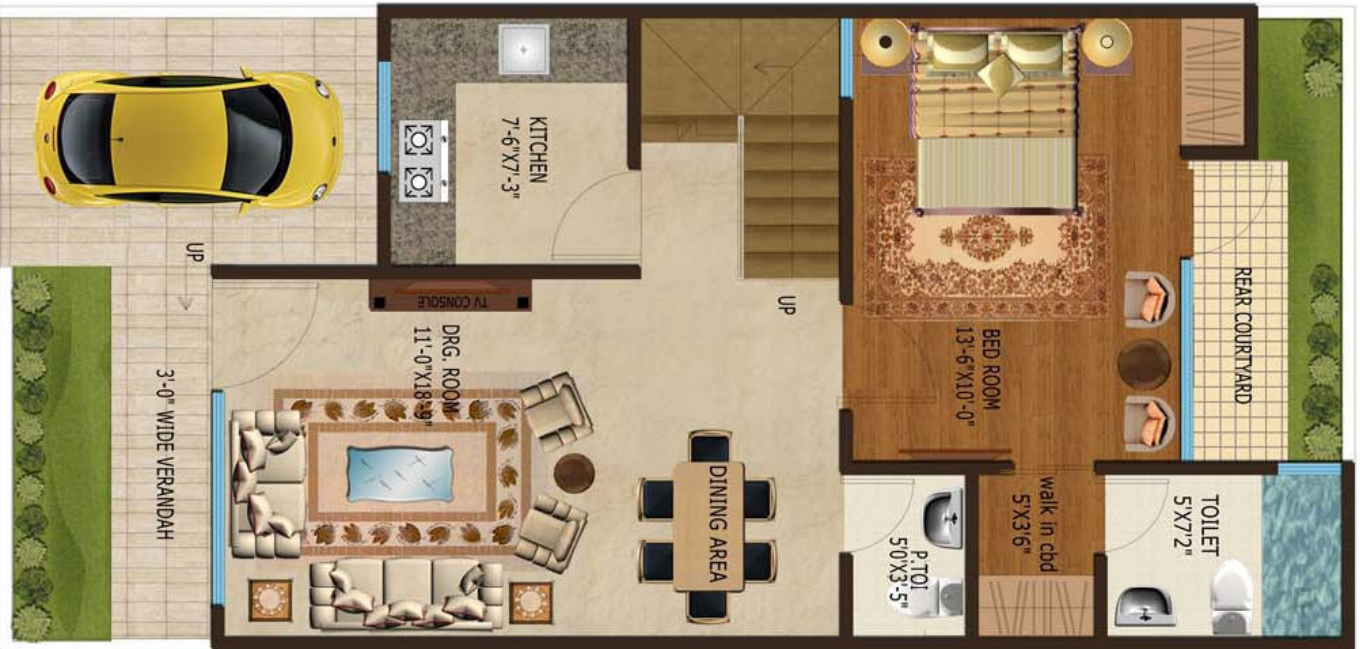 KITCHEN
7'-6"X7'-3"
UP
TV CONSOLE
DRG. ROOM
11'-0"X18'-9"
3'-0" WIDE VERANDAH
UP
BED ROOM
13'-6"X10'-0"
REAR COURTYARD
DINING AREA
P.TOI
5'0"X3'-5"
walk in cbd
5'X3'6"
TOILET
5'X7'2"